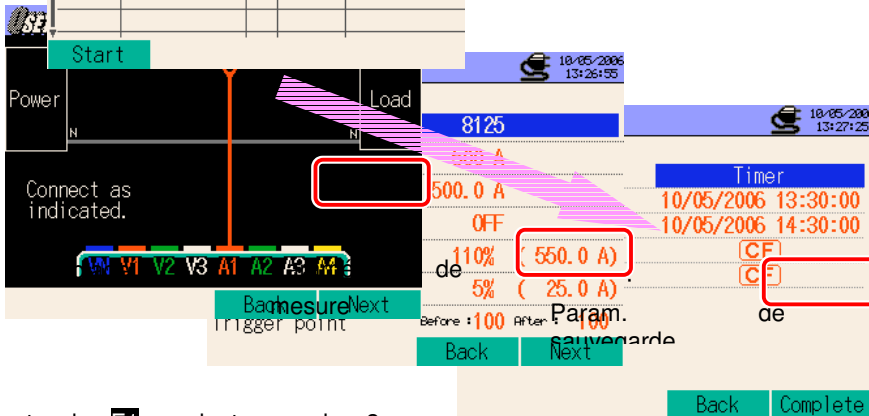 Start
10/05/2006
13:26:55
Power
Load
N
N
8125
10/05/200
13:27:25
Timer
500.0 A
10/05/2006 13:30:00
Connect as
indicated.
OFF
10/05/2006 14:30:00
110% ( 550.0 A)
CF
de
VN V1 V2 V3 A1 A2 A3 A4
5% ( 25.0 A)
CF
Back Next
mesure
Trigger point
Before : 100 After : 100
Param. de
sauvegarde
Back Next
Back Complete